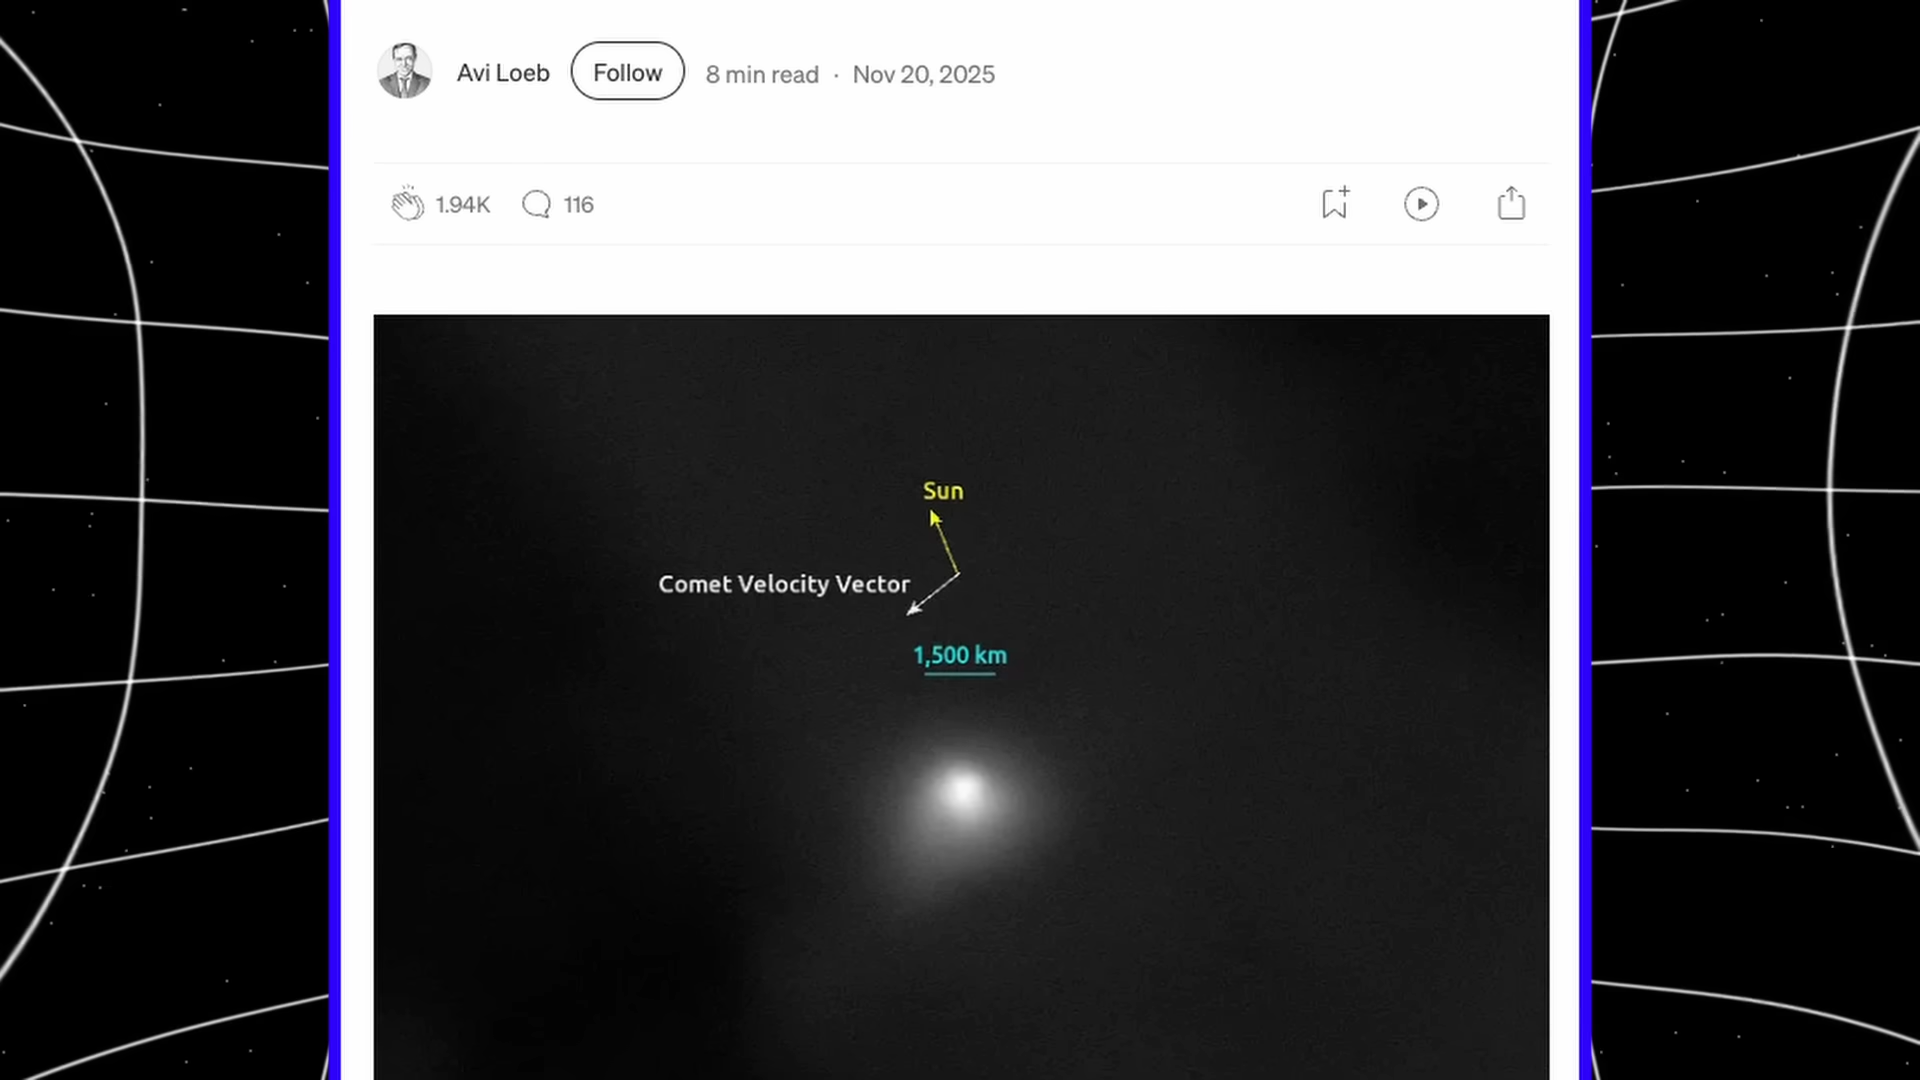 Avi Loeb Follow 8 min read · Nov 20, 2025
1.94K 116
Sun
Comet Velocity Vector
1,500 km